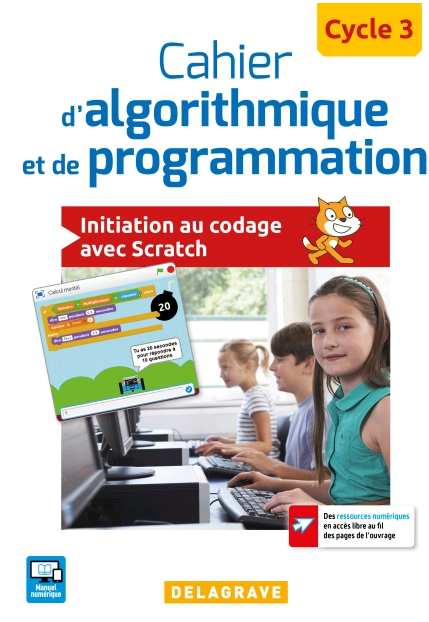 Cycle 3
Cahier
d'algorithmique
et de programmation
Initiation au codage
avec Scratch
Calcul mental
20
Tu as 20 secondes
pour répondre à
10 questions
Des ressources numériques
en accès libre au fil
des pages de l'ouvrage
Manuel
numérique
DELAGRAVE